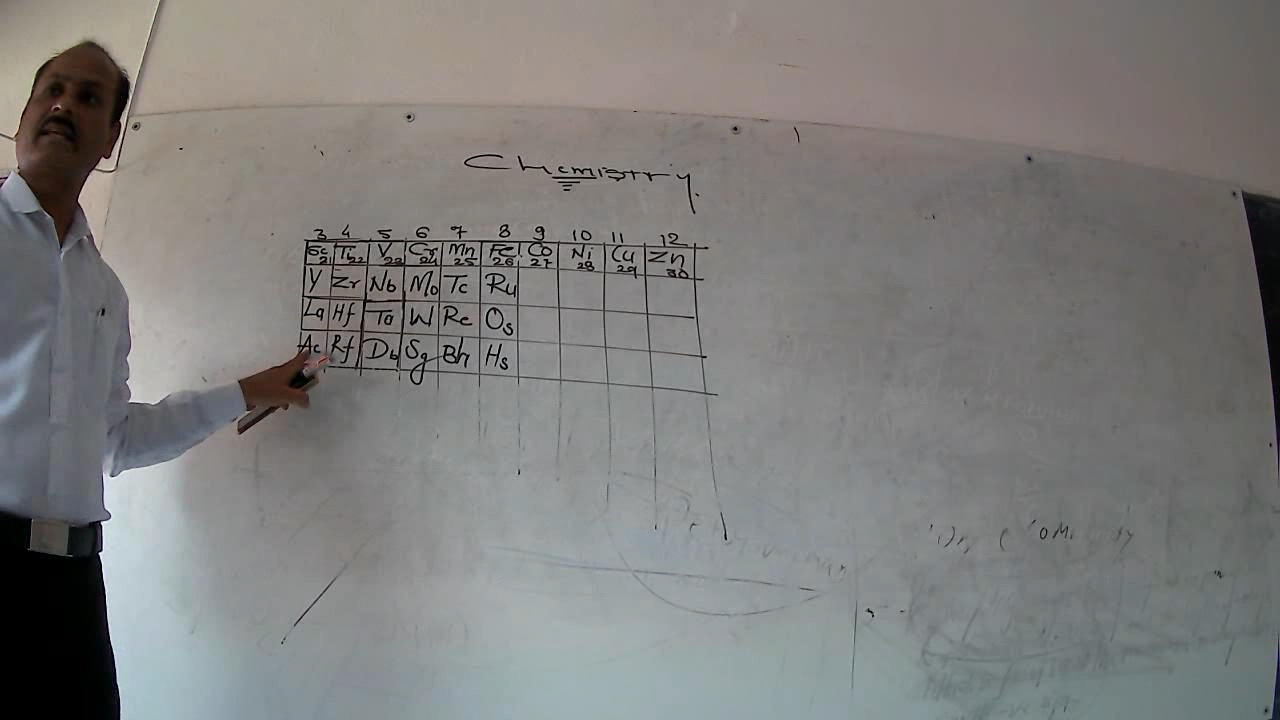 Chemistry.
3 4 5 6 7 8 9 10 11 12
Sc Ti V Cr Mn Fe Co Ni Cu Zn
21 22 23 24 25 26 27 28 29 30
Y Zr Nb Mo Tc Ru
La Hf Ta W Re Os
Ac Rf Db Sg Bh Hs